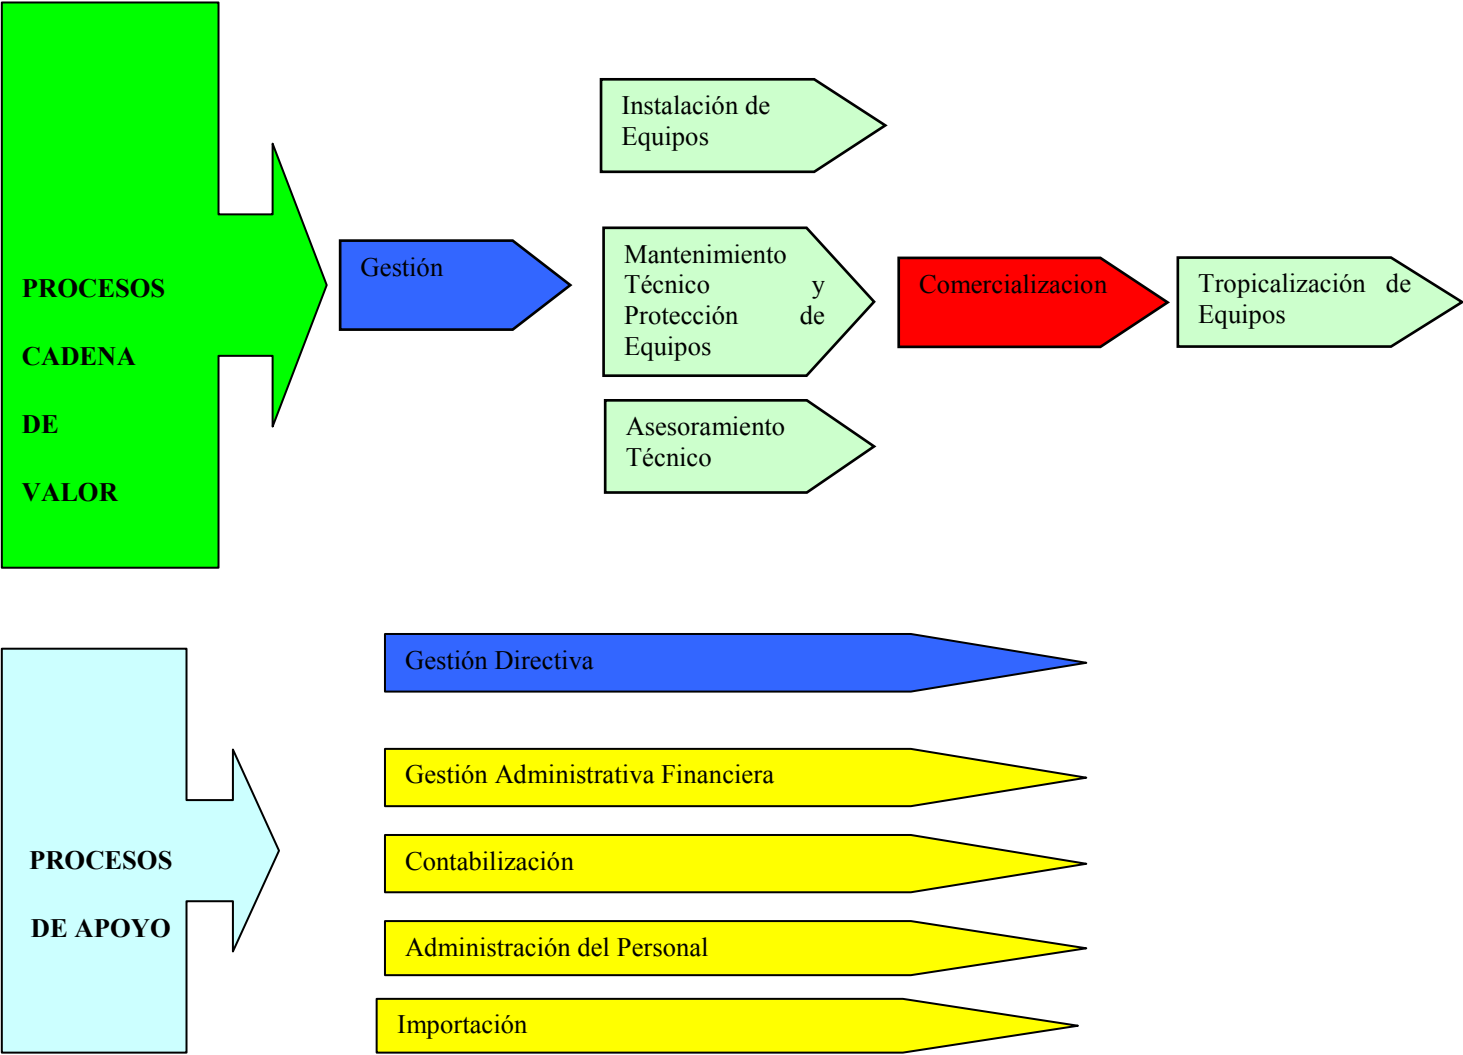 PROCESOS
CADENA
DE
VALOR
Gestión
Instalación de
Equipos
Mantenimiento
Técnico y
Protección de
Equipos
Asesoramiento
Técnico
Comercializacion
Tropicalización de
Equipos
PROCESOS
DE APOYO
Gestión Directiva
Gestión Administrativa Financiera
Contabilización
Administración del Personal
Importación